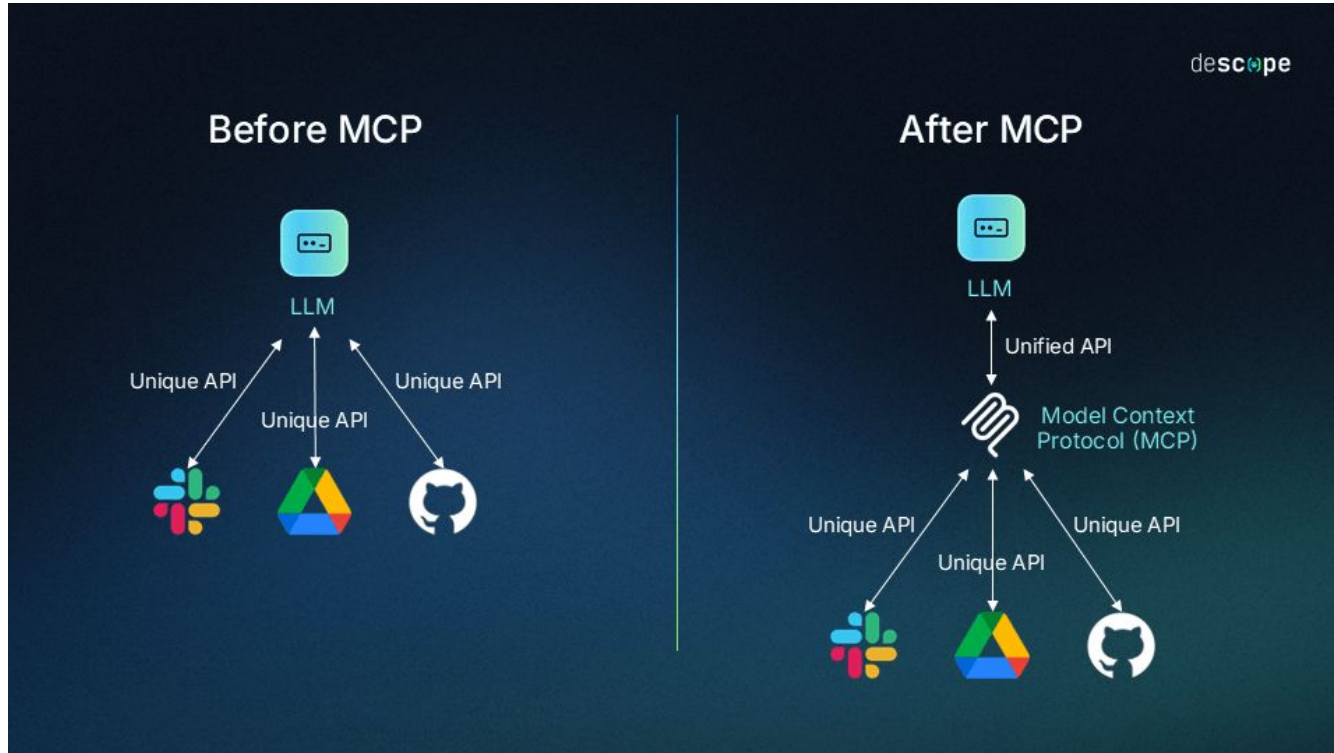 descope
Before MCP
LLM
Unique API
Unique API
Unique API
After MCP
LLM
Unified API
Model Context
Protocol (MCP)
Unique API
Unique API
Unique API